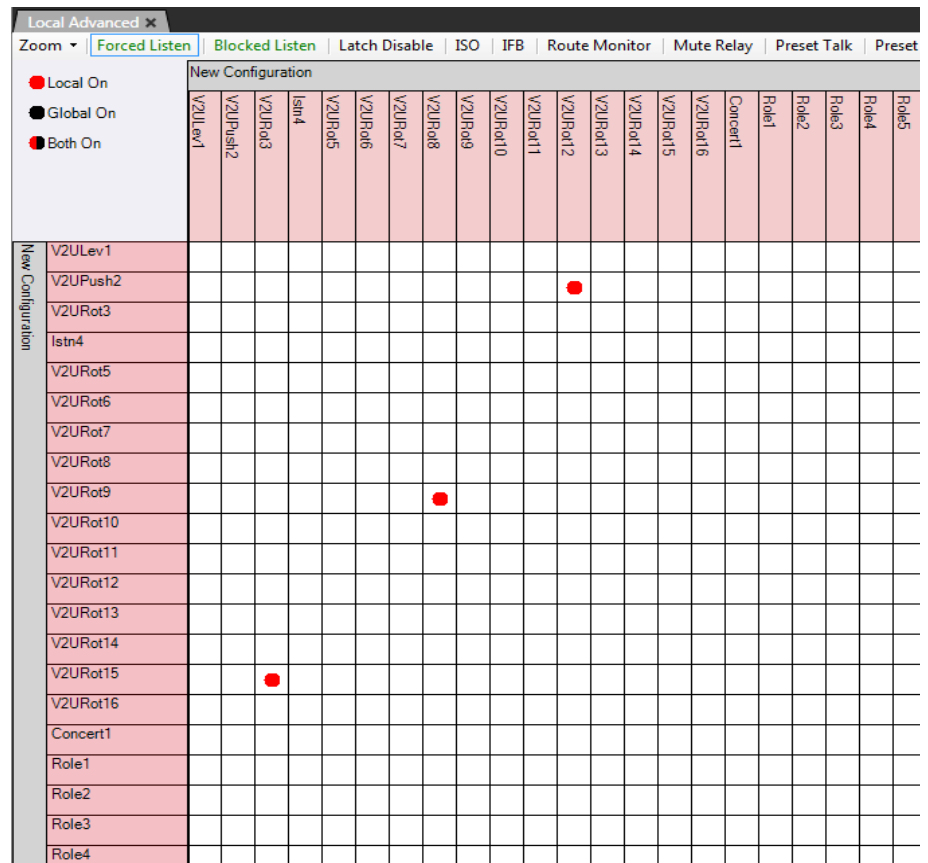 Local Advanced ×
Zoom Forced Listen Blocked Listen Latch Disable ISO IFB Route Monitor Mute Relay Preset Talk Preset
Local On
Global On
Both On
New Configuration
V2ULev1
V2UPush2
V2URot3
lstn4
V2URot5
V2URot6
V2URot7
V2URot8
V2URot9
V2URot10
V2URot11
V2URot12
V2URot13
V2URot14
V2URot15
V2URot16
Concert1
Role1
Role2
Role3
Role4
Role5
New Configuration
V2ULev1
V2UPush2
V2URot3
lstn4
V2URot5
V2URot6
V2URot7
V2URot8
V2URot9
V2URot10
V2URot11
V2URot12
V2URot13
V2URot14
V2URot15
V2URot16
Concert1
Role1
Role2
Role3
Role4